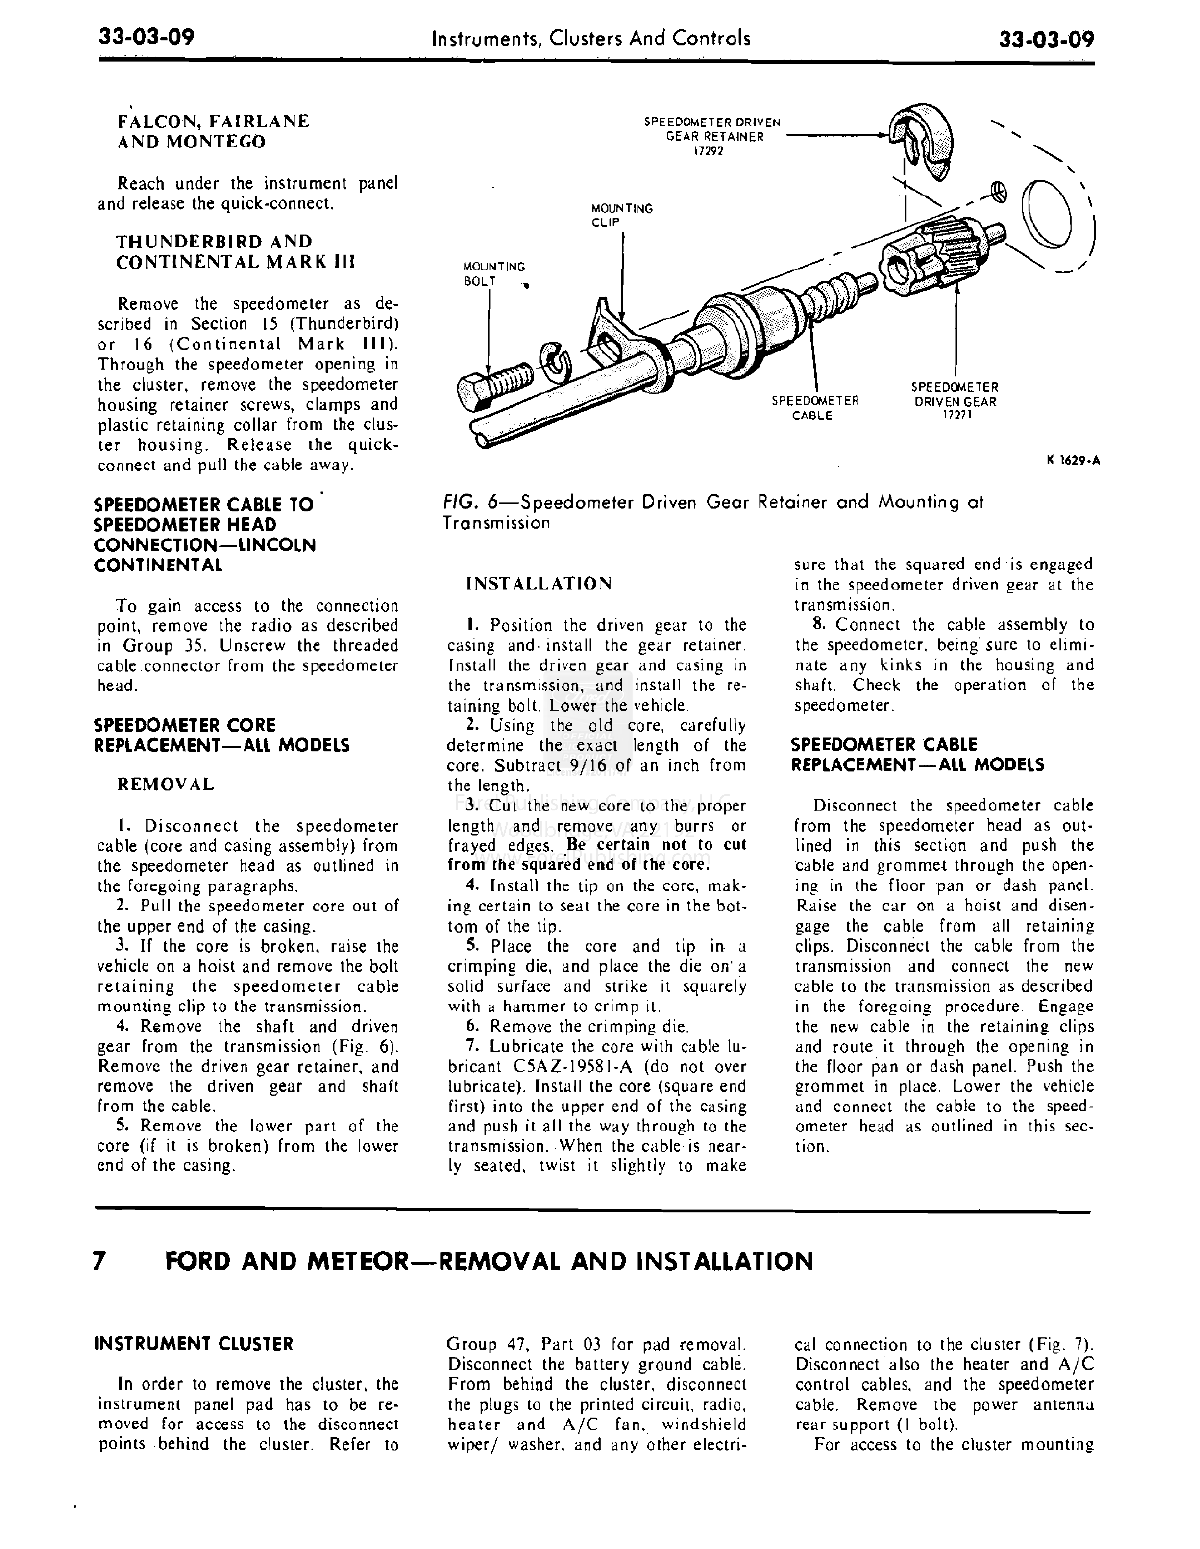 33-03-09
Instruments, Clusters And Controls
33-03-09
FALCON, FAIRLANE
AND MONTEGO
Reach under the instrument panel
and release the quick-connect.
THUNDERBIRD AND
CONTINENTAL MARK III
Remove the speedometer as de-
scribed in Section 15 (Thunderbird)
or 16 (Continental Mark III).
Through the speedometer opening in
the cluster, remove the speedometer
housing retainer screws, clamps and
plastic retaining collar from the clus-
ter housing. Release the quick-
connect and pull the cable away.
SPEEDOMETER CABLE TO
SPEEDOMETER HEAD
CONNECTION—LINCOLN
CONTINENTAL
To gain access to the connection
point, remove the radio as described
in Group 35. Unscrew the threaded
cable connector from the speedometer
head.
SPEEDOMETER CORE
REPLACEMENT—ALL MODELS
REMOVAL
1. Disconnect the speedometer
cable (core and casing assembly) from
the speedometer head as outlined in
the foregoing paragraphs.
2. Pull the speedometer core out of
the upper end of the casing.
3. If the core is broken, raise the
vehicle on a hoist and remove the bolt
retaining the speedometer cable
mounting clip to the transmission.
4. Remove the shaft and driven
gear from the transmission (Fig. 6).
Remove the driven gear retainer, and
remove the driven gear and shaft
from the cable.
5. Remove the lower part of the
core (if it is broken) from the lower
end of the casing.
SPEEDOMETER DRIVEN
GEAR RETAINER
17292
MOUNTING
CLIP
MOUNTING
BOLT
SPEEDOMETER
CABLE
SPEEDOMETER
DRIVEN GEAR
17271
K 1629-A
FIG. 6—Speedometer Driven Gear Retainer and Mounting at
Transmission
INSTALLATION
1. Position the driven gear to the
casing and install the gear retainer.
Install the driven gear and casing in
the transmission, and install the re-
taining bolt. Lower the vehicle.
2. Using the old core, carefully
determine the exact length of the
core. Subtract 9/16 of an inch from
the length.
3. Cut the new core to the proper
length and remove any burrs or
frayed edges. Be certain not to cut
from the squared end of the core.
4. Install the tip on the core, mak-
ing certain to seat the core in the bot-
tom of the tip.
5. Place the core and tip in a
crimping die, and place the die on a
solid surface and strike it squarely
with a hammer to crimp it.
6. Remove the crimping die.
7. Lubricate the core with cable lu-
bricant C5AZ-19581-A (do not over
lubricate). Install the core (square end
first) into the upper end of the casing
and push it all the way through to the
transmission. When the cable is near-
ly seated, twist it slightly to make
sure that the squared end is engaged
in the speedometer driven gear at the
transmission.
8. Connect the cable assembly to
the speedometer, being sure to elimi-
nate any kinks in the housing and
shaft. Check the operation of the
speedometer.
SPEEDOMETER CABLE
REPLACEMENT—ALL MODELS
Disconnect the speedometer cable
from the speedometer head as out-
lined in this section and push the
cable and grommet through the open-
ing in the floor pan or dash panel.
Raise the car on a hoist and disen-
gage the cable from all retaining
clips. Disconnect the cable from the
transmission and connect the new
cable to the transmission as described
in the foregoing procedure. Engage
the new cable in the retaining clips
and route it through the opening in
the floor pan or dash panel. Push the
grommet in place. Lower the vehicle
and connect the cable to the speed-
ometer head as outlined in this sec-
tion.
7 FORD AND METEOR—REMOVAL AND INSTALLATION
INSTRUMENT CLUSTER
In order to remove the cluster, the
instrument panel pad has to be re-
moved for access to the disconnect
points behind the cluster. Refer to
Group 47, Part 03 for pad removal.
Disconnect the battery ground cable.
From behind the cluster, disconnect
the plugs to the printed circuit, radio,
heater and A/C fan, windshield
wiper/ washer, and any other electri-
cal connection to the cluster (Fig. 7).
Disconnect also the heater and A/C
control cables, and the speedometer
cable. Remove the power antenna
rear support (1 bolt).
For access to the cluster mounting